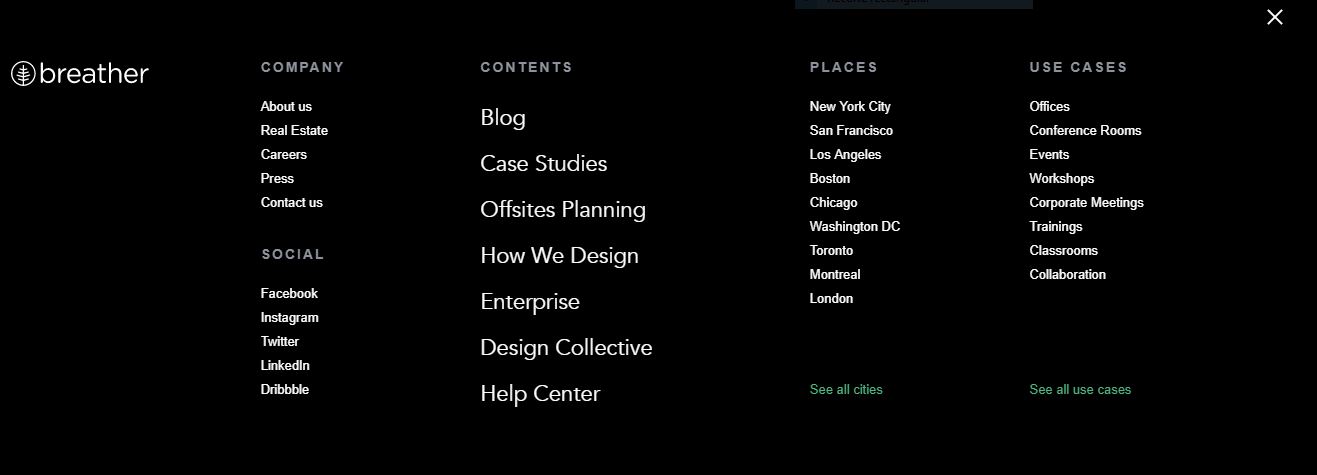 breather
COMPANY
About us
Real Estate
Careers
Press
Contact us
SOCIAL
Facebook
Instagram
Twitter
LinkedIn
Dribbble
CONTENTS
Blog
Case Studies
Offsites Planning
How We Design
Enterprise
Design Collective
Help Center
PLACES
New York City
San Francisco
Los Angeles
Boston
Chicago
Washington DC
Toronto
Montreal
London
See all cities
USE CASES
Offices
Conference Rooms
Events
Workshops
Corporate Meetings
Trainings
Classrooms
Collaboration
See all use cases